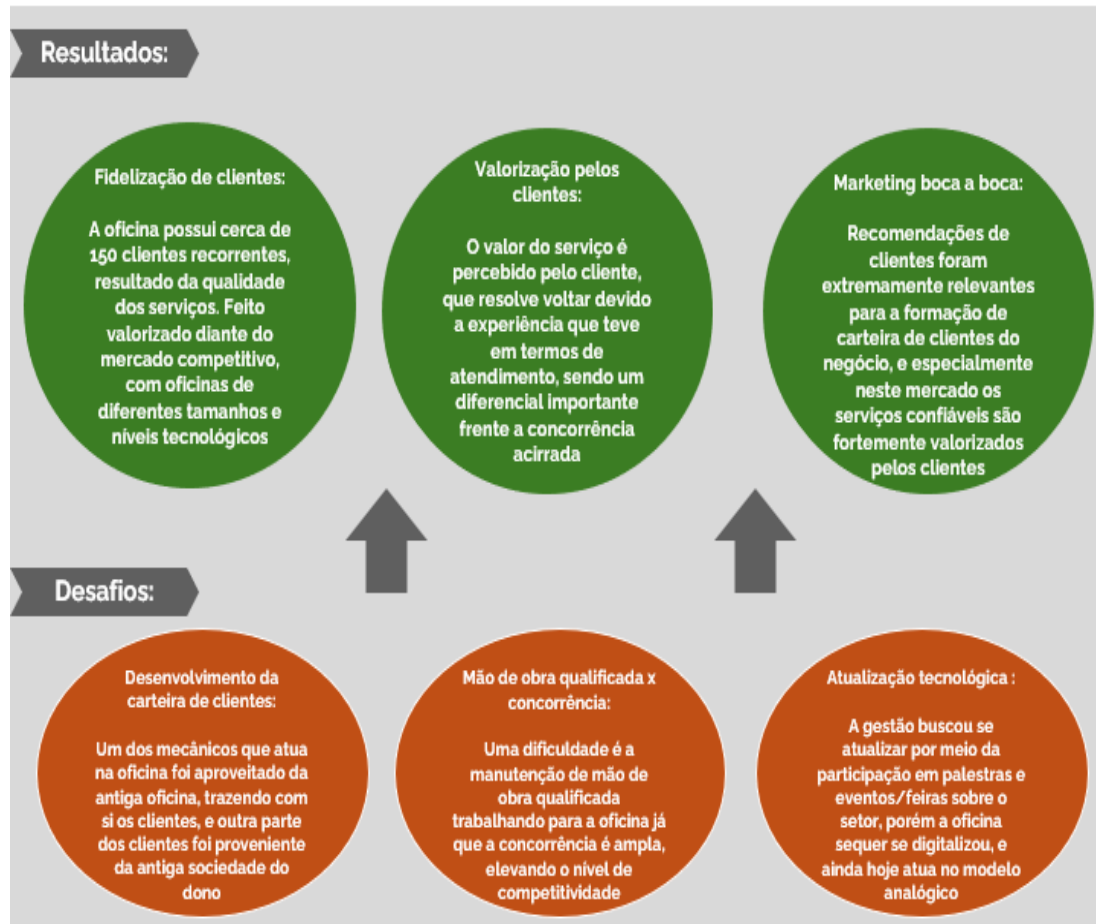 Resultados:
Fidelização de clientes:
A oficina possui cerca de
150 clientes recorrentes,
resultado da qualidade
dos serviços. Feito
valorizado diante do
mercado competitivo,
com oficinas de
diferentes tamanhos e
níveis tecnológicos
Valorização pelos
clientes:
O valor do serviço é
percebido pelo cliente,
que resolve voltar devido
a experiência que teve
em termos de
atendimento, sendo um
diferencial importante
frente a concorrência
acirrada
Marketing boca a boca:
Recomendações de
clientes foram
extremamente relevantes
para a formação de
carteira de clientes do
negócio, e especialmente
neste mercado os
serviços confiáveis são
fortemente valorizados
pelos clientes
Desafios:
Desenvolvimento da
carteira de clientes:
Um dos mecânicos que atua
na oficina foi aproveitado da
antiga oficina, trazendo com
si os clientes, e outra parte
dos clientes foi proveniente
da antiga sociedade do
dono
Mão de obra qualificada x
concorrência:
Uma dificuldade é a
manutenção de mão de
obra qualificada
trabalhando para a oficina já
que a concorrência é ampla,
elevando o nível de
competitividade
Atualização tecnológica :
A gestão buscou se
atualizar por meio da
participação em palestras e
eventos/feiras sobre o
setor, porém a oficina
sequer se digitalizou, e
ainda hoje atua no modelo
analógico